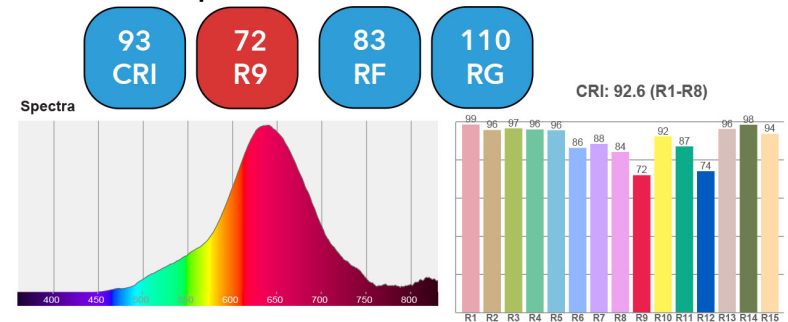 93
CRI
72
R9
83
RF
110
RG
CRI: 92.6 (R1-R8)
Spectra
400 450 500 550 600 650 700 750 800
99 96 97 96 96 86 88 84 72 92 87 74 96 98 94
R1 R2 R3 R4 R5 R6 R7 R8 R9 R10 R11 R12 R13 R14 R15